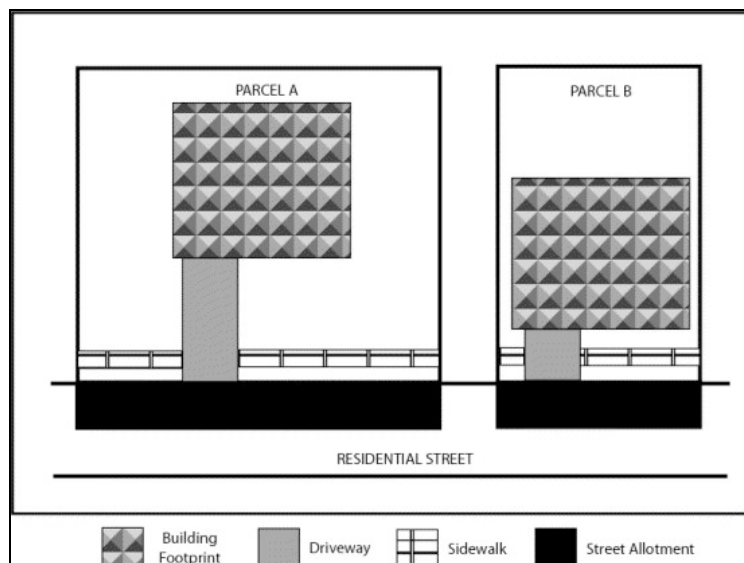 PARCEL A
PARCEL B
RESIDENTIAL STREET
Building
Footprint
Driveway
Sidewalk
Street Allotment